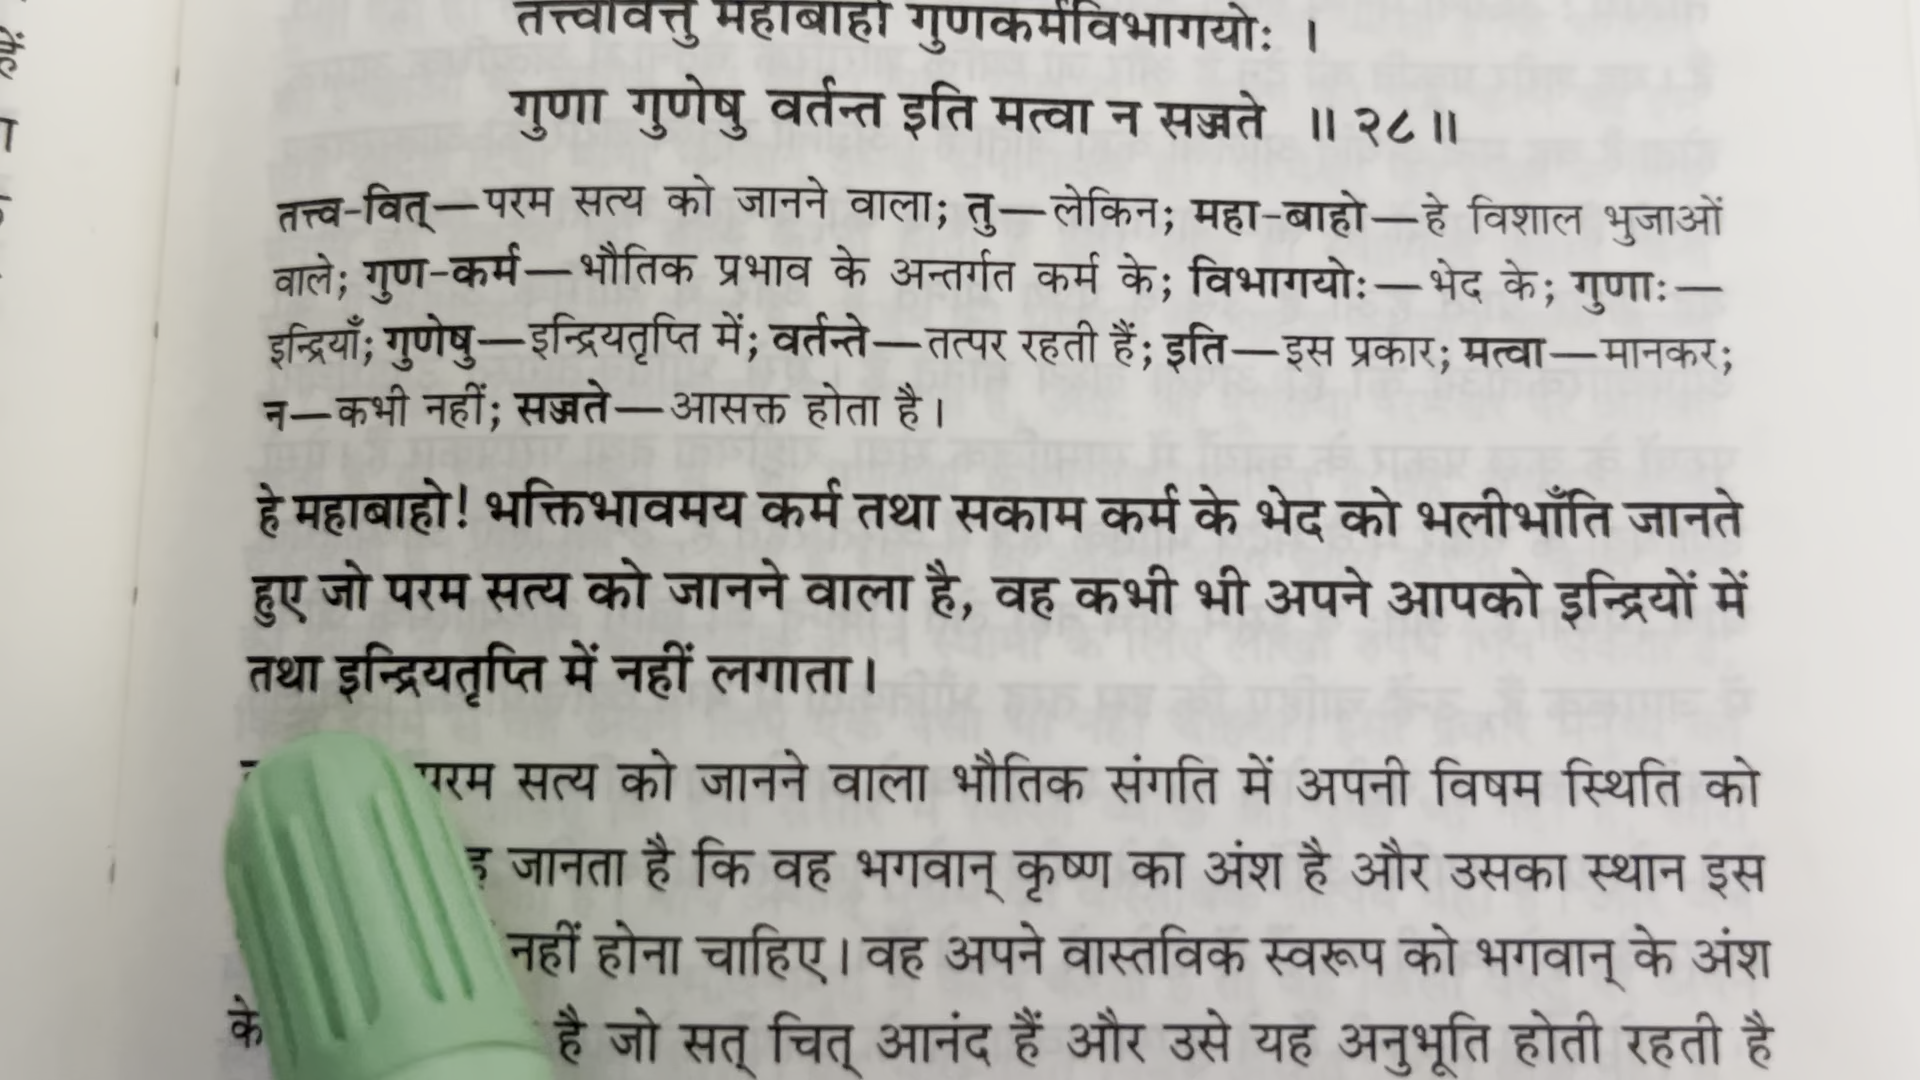 तत्त्ववित्तु महाबाहो गुणकर्मविभागयोः ।
गुणा गुणेषु वर्तन्त इति मत्वा न सज्जते ॥ २८ ॥
तत्त्व-वित्—परम सत्य को जानने वाला; तु—लेकिन; महा-बाहो—हे विशाल भुजाओं
वाले; गुण-कर्म—भौतिक प्रभाव के अन्तर्गत कर्म के; विभागयोः—भेद के; गुणाः—
इन्द्रियाँ; गुणेषु—इन्द्रियतृप्ति में; वर्तन्ते—तत्पर रहती हैं; इति—इस प्रकार; मत्वा—मानकर;
न—कभी नहीं; सज्जते—आसक्त होता है।
हे महाबाहो! भक्तिभावमय कर्म तथा सकाम कर्म के भेद को भलीभाँति जानते
हुए जो परम सत्य को जानने वाला है, वह कभी भी अपने आपको इन्द्रियों में
तथा इन्द्रियतृप्ति में नहीं लगाता।
परम सत्य को जानने वाला भौतिक संगति में अपनी विषम स्थिति को
जानता है कि वह भगवान् कृष्ण का अंश है और उसका स्थान इस
नहीं होना चाहिए। वह अपने वास्तविक स्वरूप को भगवान् के अंश
के है जो सत् चित् आनंद हैं और उसे यह अनुभूति होती रहती है